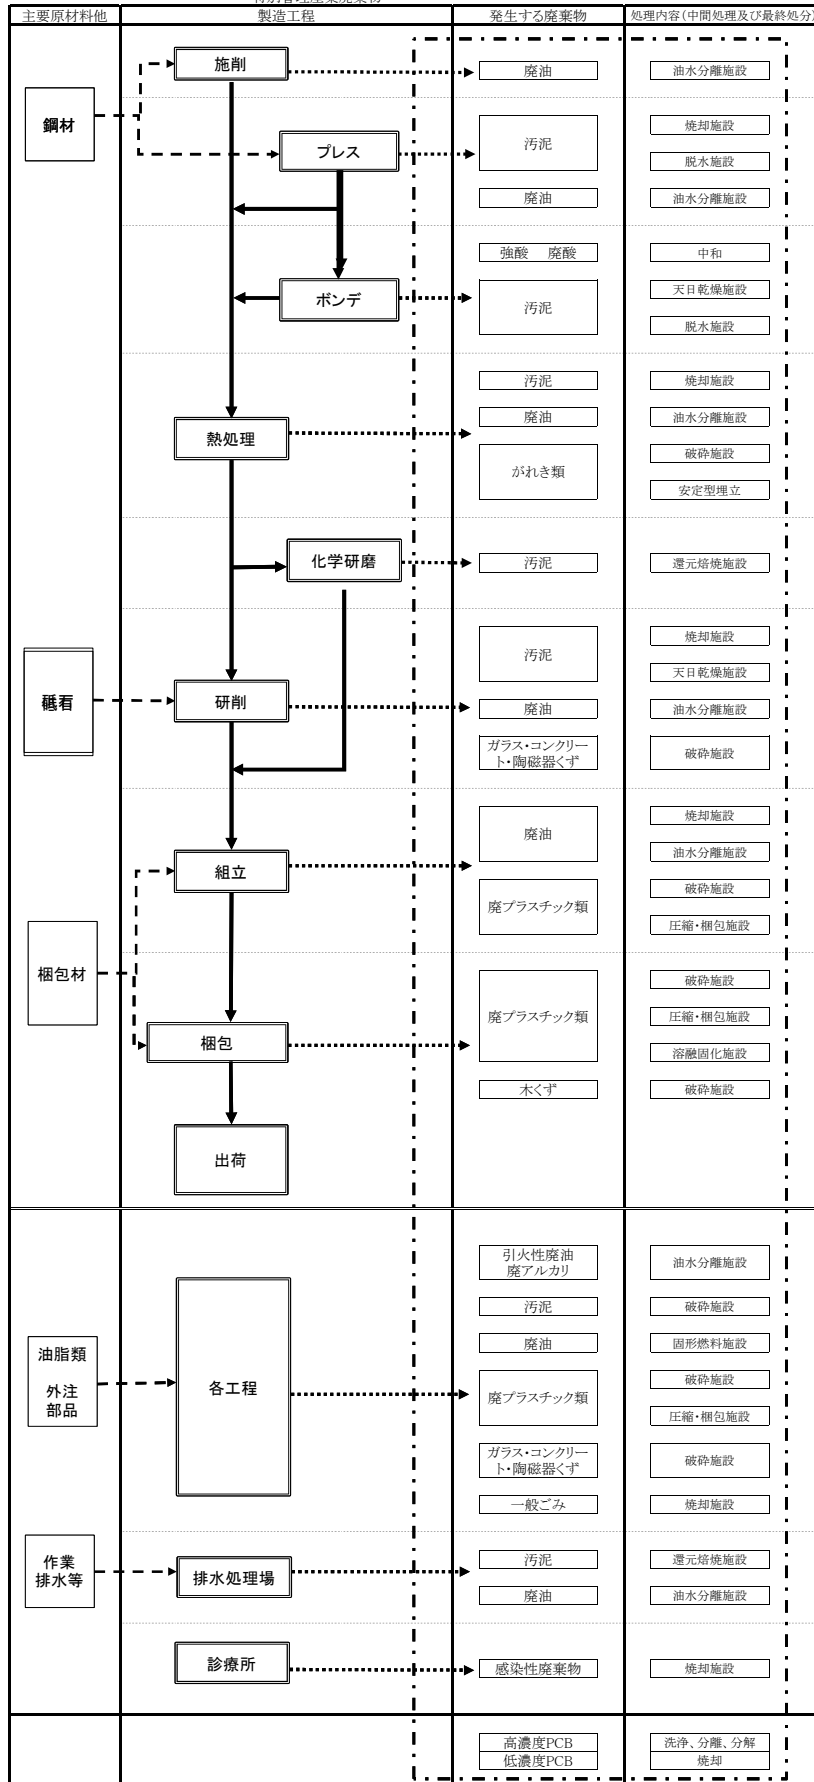 特別管理産業廃棄物
主要原材料他 製造工程 発生する廃棄物 処理内容(中間処理及び最終処分)
施削 廃油 油水分離施設
鋼材
プレス 汚泥 焼却施設
脱水施設
廃油 油水分離施設
強酸 廃酸 中和
ボンデ 汚泥 天日乾燥施設
脱水施設
汚泥 焼却施設
熱処理 廃油 油水分離施設
がれき類 破砕施設
安定型埋立
化学研磨 汚泥 還元焙焼施設
汚泥 焼却施設
天日乾燥施設
砥石 研削 廃油 油水分離施設
ガラス・コンクリー
ト・陶磁器くず 破砕施設
廃油 焼却施設
組立 油水分離施設
廃プラスチック類 破砕施設
圧縮・梱包施設
梱包材
廃プラスチック類 破砕施設
梱包 圧縮・梱包施設
溶融固化施設
木くず 破砕施設
出荷
引火性廃油
廃アルカリ 油水分離施設
汚泥 破砕施設
廃油 固形燃料施設
油脂類
外注
部品
各工程 廃プラスチック類 破砕施設
圧縮・梱包施設
ガラス・コンクリー
ト・陶磁器くず 破砕施設
一般ごみ 焼却施設
作業
排水等
排水処理場 汚泥 還元焙焼施設
廃油 油水分離施設
診療所 感染性廃棄物 焼却施設
高濃度PCB 洗浄、分離、分解
低濃度PCB 焼却